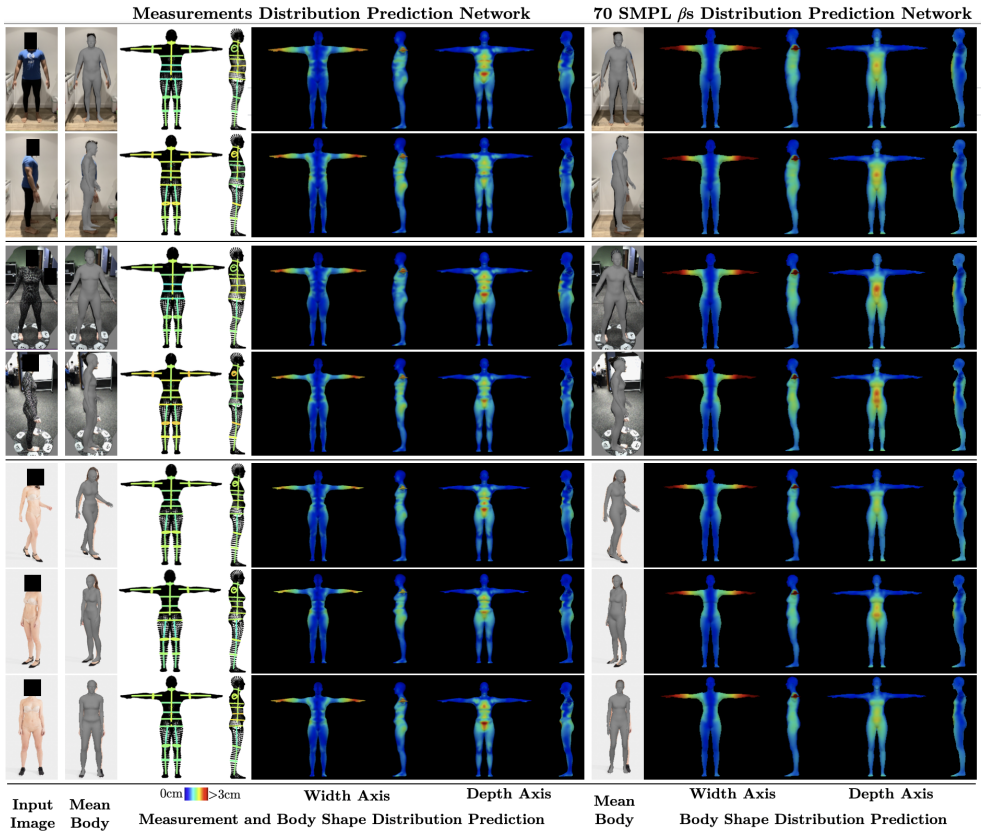 Measurements Distribution Prediction Network
70 SMPL βs Distribution Prediction Network
0cm >3cm
Width Axis
Depth Axis
Width Axis
Depth Axis
Input Image
Mean Body
Measurement and Body Shape Distribution Prediction
Mean Body
Body Shape Distribution Prediction